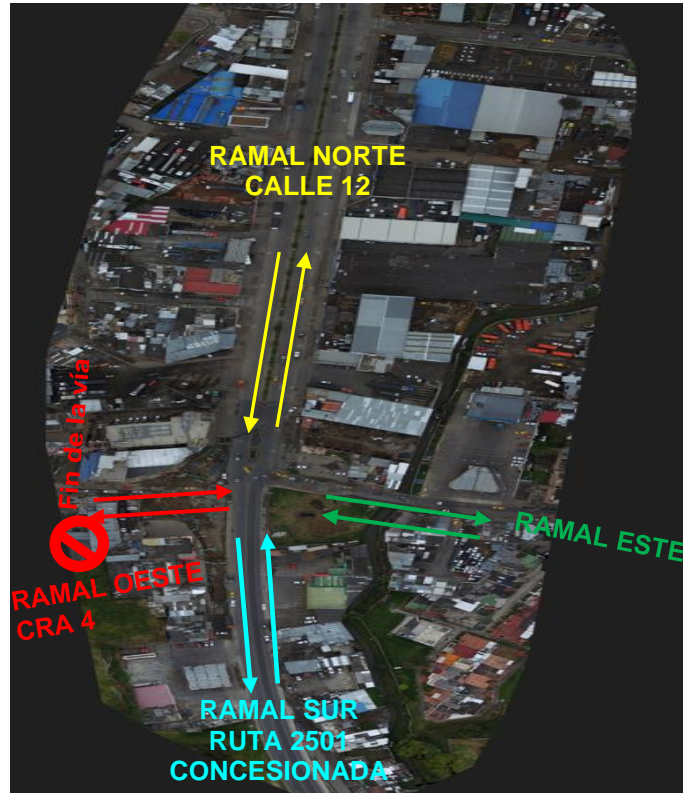 RAMAL NORTE
CALLE 12
Fin de la vía
RAMAL ESTE
RAMAL OESTE
CRA 4
RAMAL SUR
RUTA 2501
CONCESIONADA